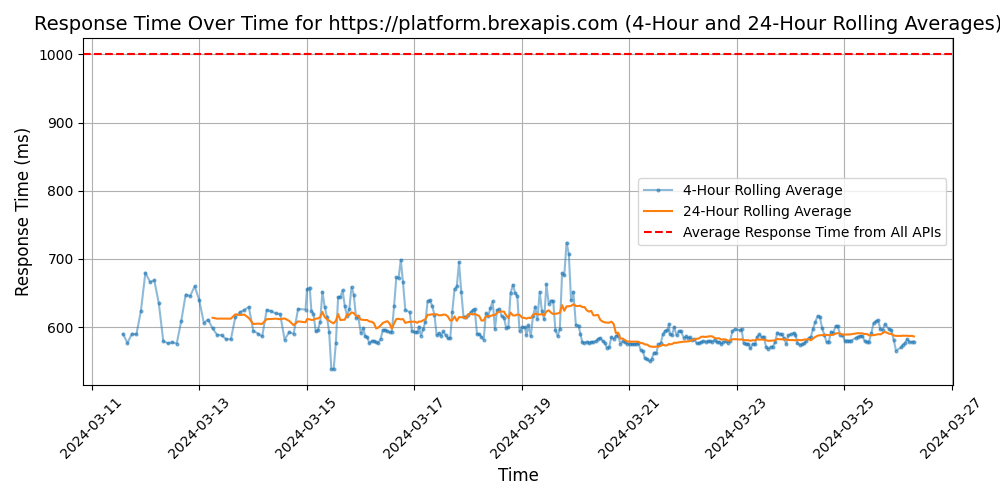 Response Time Over Time for https://platform.brexapis.com (4-Hour and 24-Hour Rolling Averages)
Response Time (ms)
1000
900
800
700
600
4-Hour Rolling Average
24-Hour Rolling Average
Average Response Time from All APIs
2024-03-11
2024-03-13
2024-03-15
2024-03-17
2024-03-19
2024-03-21
2024-03-23
2024-03-25
2024-03-27
Time